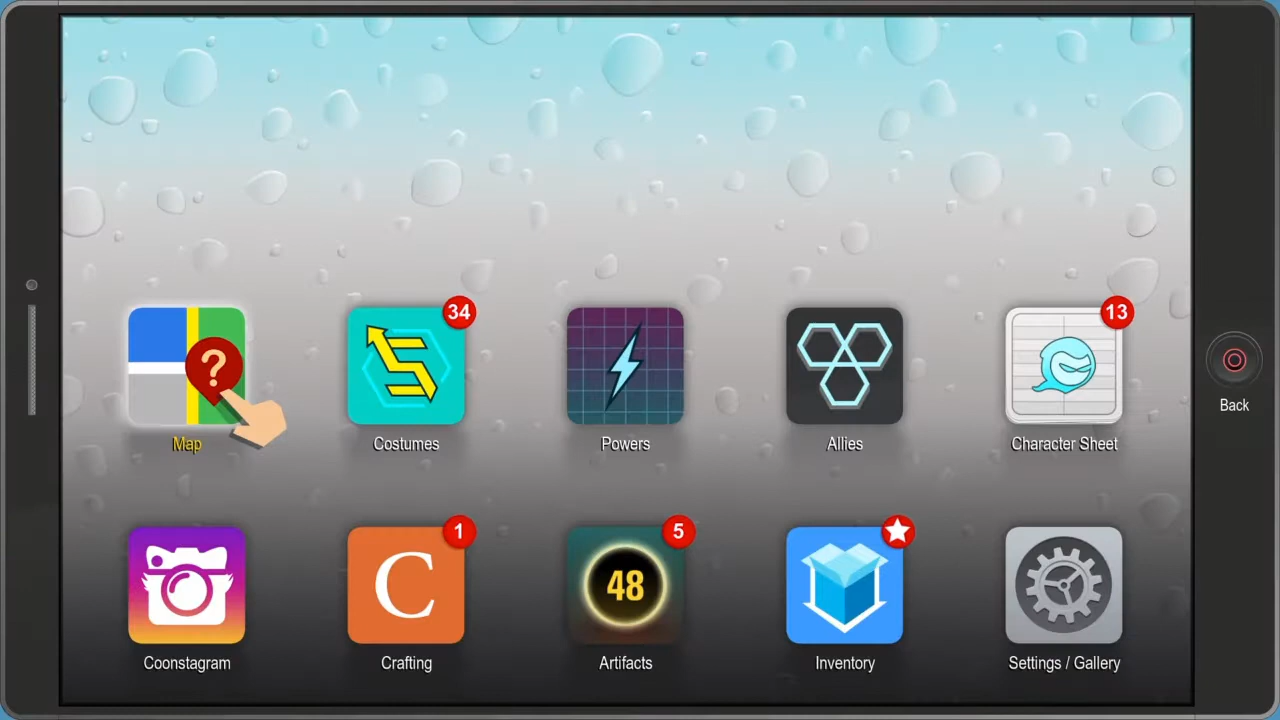 34
13
?
Map
Costumes
Powers
Allies
Character Sheet
Back
1
5
C
48
Coonstagram
Crafting
Artifacts
Inventory
Settings / Gallery